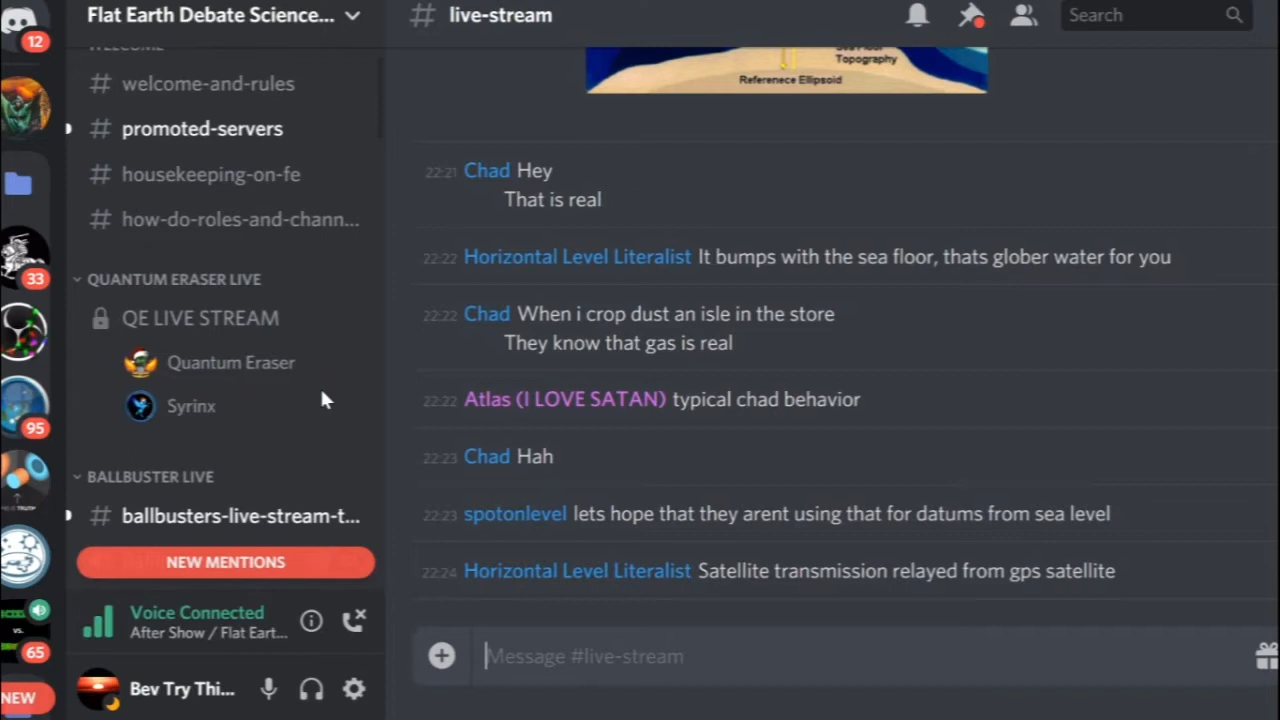 12
33
95
65
NEW
Flat Earth Debate Science...
WELCOME
# welcome-and-rules
# promoted-servers
# housekeeping-on-fe
# how-do-roles-and-chann...
QUANTUM ERASER LIVE
QE LIVE STREAM
Quantum Eraser
Syrinx
BALLBUSTER LIVE
# ballbusters-live-stream-t...
NEW MENTIONS
Voice Connected
After Show / Flat Eart...
Bev Try Thi...
# live-stream
Search
Topography
Referenece Ellipsoid
22:21 Chad Hey
That is real
22:22 Horizontal Level Literalist It bumps with the sea floor, thats glober water for you
22:22 Chad When i crop dust an isle in the store
They know that gas is real
22:22 Atlas (I LOVE SATAN) typical chad behavior
22:23 Chad Hah
22:23 spotonlevel lets hope that they arent using that for datums from sea level
22:24 Horizontal Level Literalist Satellite transmission relayed from gps satellite
Message #live-stream